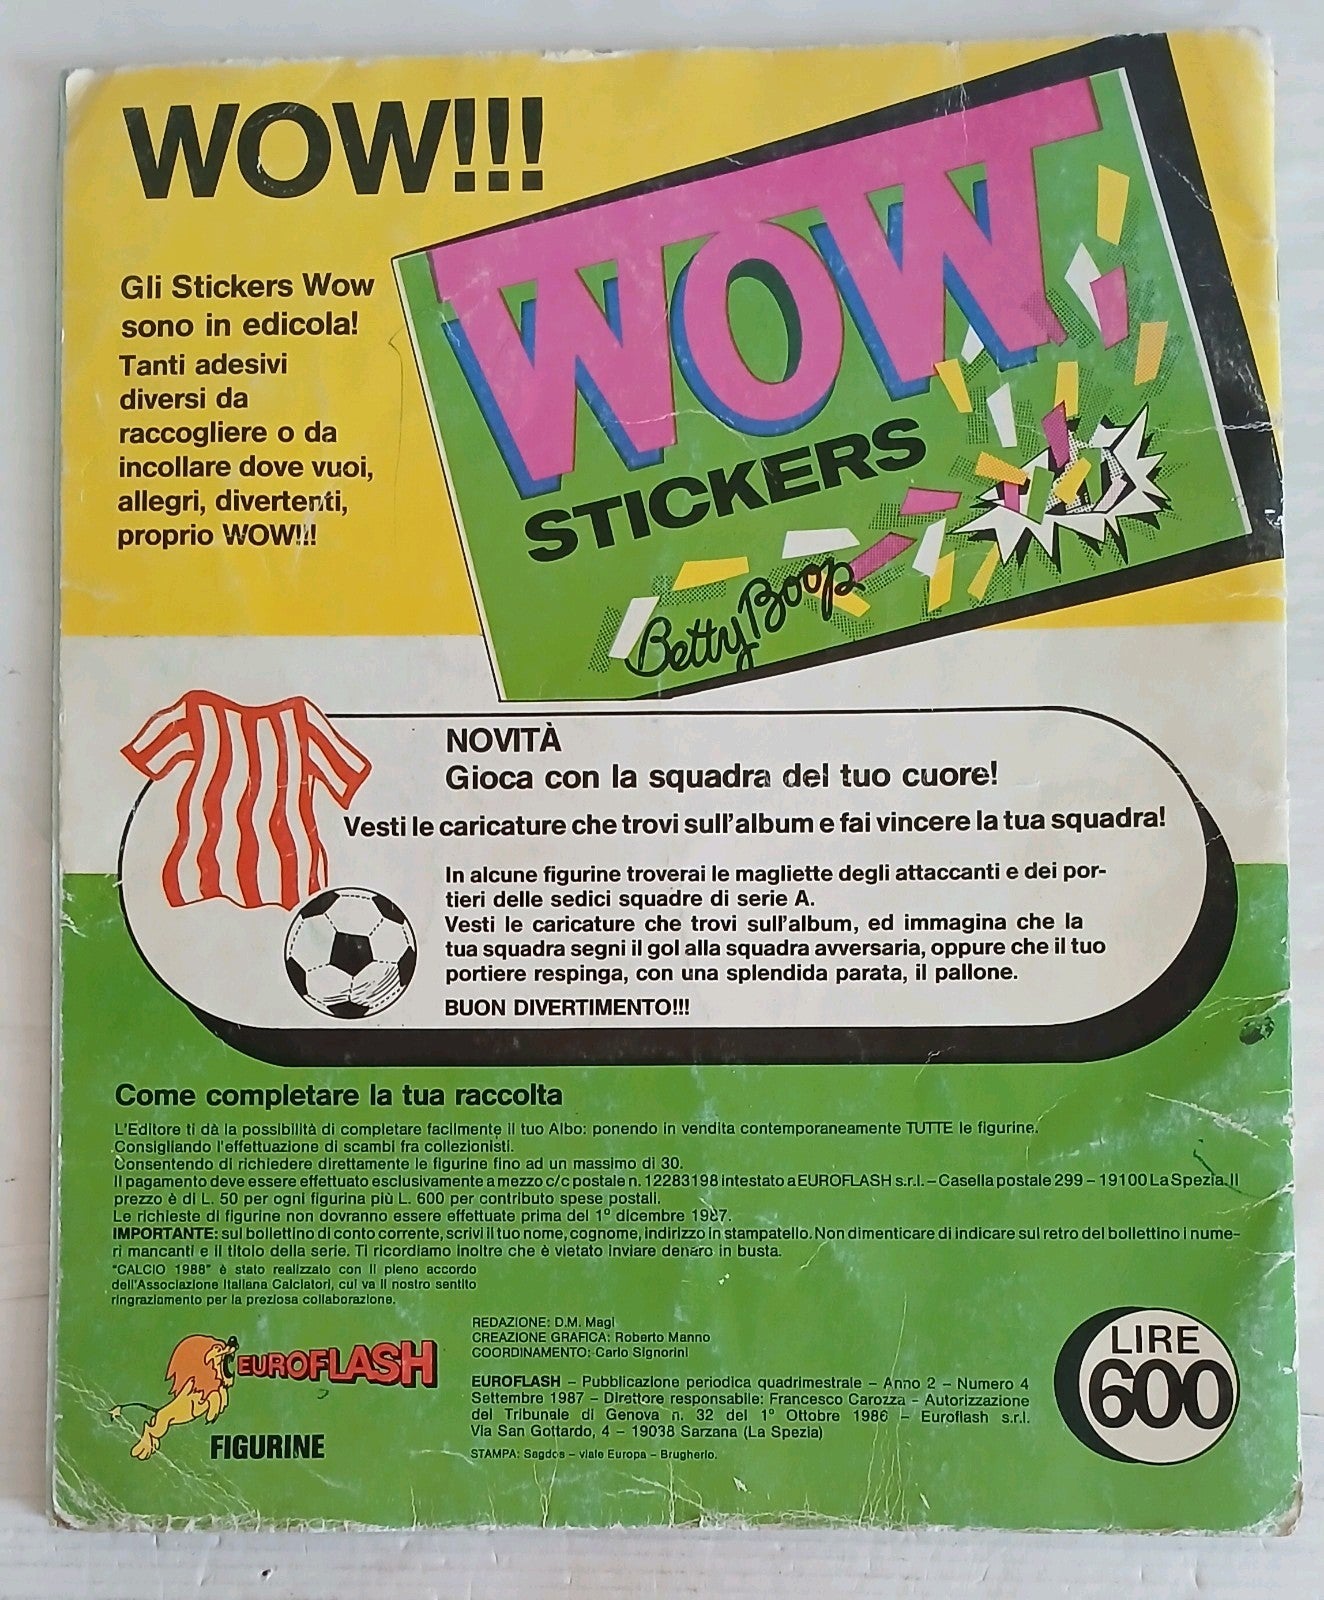 WOW!!!
Gli Stickers Wow
sono in edicola!
Tanti adesivi
diversi da
raccogliere o da
incollare dove vuoi,
allegri, divertenti,
proprio WOW!!!
WOW
STICKERS
Betty Boop
NOVITÀ
Gioca con la squadra del tuo cuore!
Vesti le caricature che trovi sull'album e fai vincere la tua squadra!
In alcune figurine troverai le magliette degli attaccanti e dei por-
tieri delle sedici squadre di serie A.
Vesti le caricature che trovi sull'album, ed immagina che la
tua squadra segni il gol alla squadra avversaria, oppure che il tuo
portiere respinga, con una splendida parata, il pallone.
BUON DIVERTIMENTO!!!
Come completare la tua raccolta
L'Editore ti dà la possibilità di completare facilmente il tuo Albo: ponendo in vendita contemporaneamente TUTTE le figurine.
Consigliando l'effettuazione di scambi fra collezionisti.
Consentendo di richiedere direttamente le figurine fino ad un massimo di 30.
Il pagamento deve essere effettuato esclusivamente a mezzo c/c postale n. 12283198 intestato a EUROFLASH s.r.l. – Casella postale 299 – 19100 La Spezia. Il
prezzo è di L. 50 per ogni figurina più L. 600 per contributo spese postali.
Le richieste di figurine non dovranno essere effettuate prima del 1° dicembre 1987.
IMPORTANTE: sul bollettino di conto corrente, scrivi il tuo nome, cognome, indirizzo in stampatello. Non dimenticare di indicare sul retro del bollettino i nume-
ri mancanti e il titolo della serie. Ti ricordiamo inoltre che è vietato inviare denaro in busta.
"CALCIO 1988" è stato realizzato con il pleno accordo
dell'Associazione Italiana Calciatori, cui va il nostro sentito
ringraziamento per la preziosa collaborazione.
EUROFLASH
FIGURINE
REDAZIONE: D.M. Magi
CREAZIONE GRAFICA: Roberto Manno
COORDINAMENTO: Carlo Signorini
EUROFLASH – Pubblicazione periodica quadrimestrale – Anno 2 – Numero 4
Settembre 1987 – Direttore responsabile: Francesco Carozza – Autorizzazione
del Tribunale di Genova n. 32 del 1° Ottobre 1986 – Euroflash s.r.l.
Via San Gottardo, 4 – 19038 Sarzana (La Spezia)
STAMPA: Sagdos – viale Europa – Brugherio.
LIRE
600